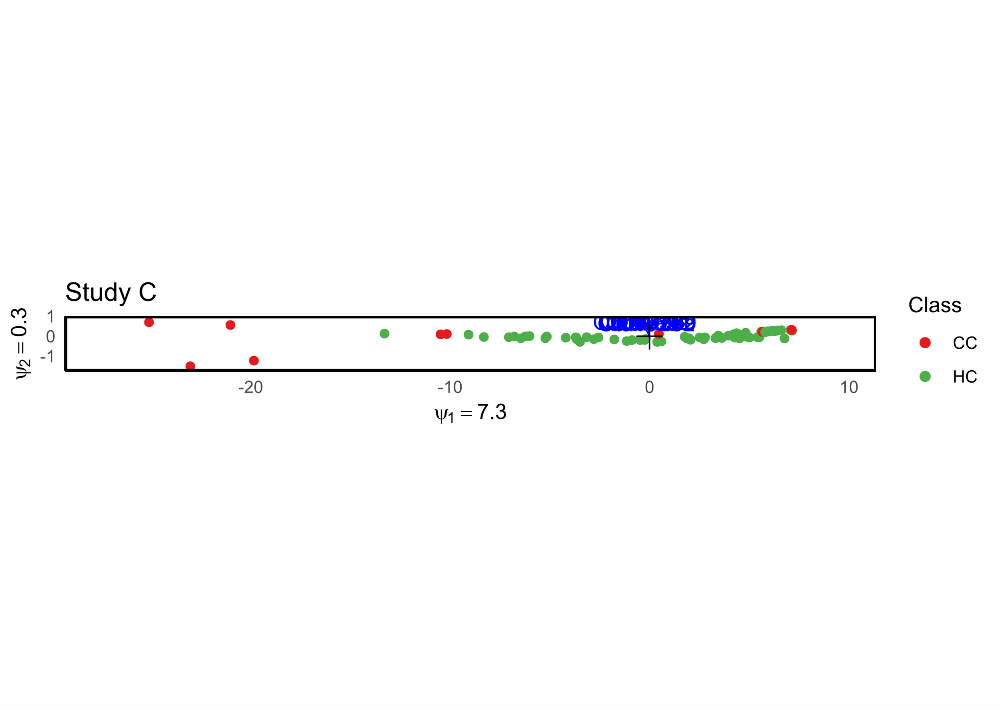 Study C
Class
CC
HC
1
0
-1
ψ2 = 0.3
-20 -10 0 10
ψ1 = 7.3